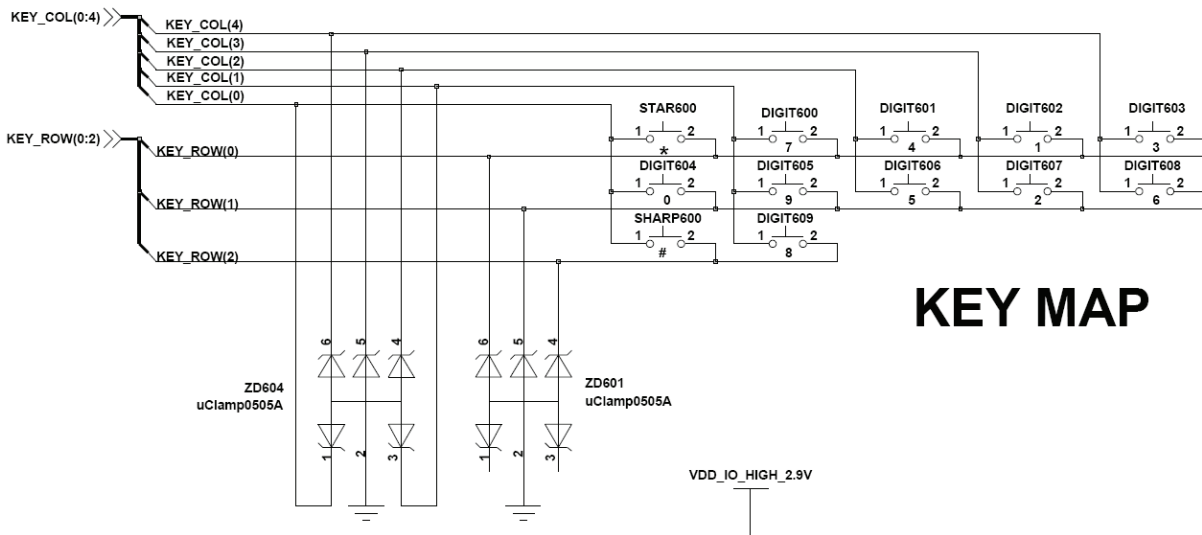 KEY_COL(0:4)
KEY_COL(4)
KEY_COL(3)
KEY_COL(2)
KEY_COL(1)
KEY_COL(0)
STAR600 DIGIT600 DIGIT601 DIGIT602 DIGIT603
KEY_ROW(0:2)
1 2 1 2 1 2 1 2 1 2
* 7 4 1 3
KEY_ROW(0)
DIGIT604 DIGIT605 DIGIT606 DIGIT607 DIGIT608
1 2 1 2 1 2 1 2 1 2
0 9 5 2 6
KEY_ROW(1)
SHARP600 DIGIT609
1 2 1 2
# 8
KEY_ROW(2)
KEY MAP
6 5 4 6 5 4
ZD604
uClamp0505A
ZD601
uClamp0505A
1 2 3 1 2 3
VDD_IO_HIGH_2.9V